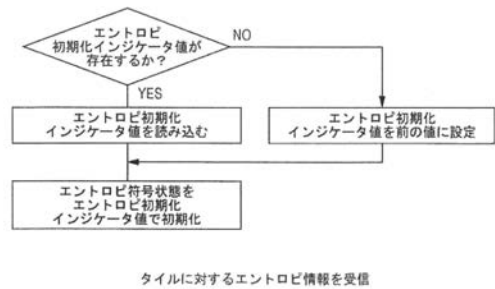 エントロピ
初期化インジケータ値が
存在するか？
NO
YES
エントロピ初期化
インジケータ値を読み込む
エントロピ初期化
インジケータ値を前の値に設定
エントロピ符号状態を
エントロピ初期化
インジケータ値で初期化
タイルに対するエントロピ情報を受信